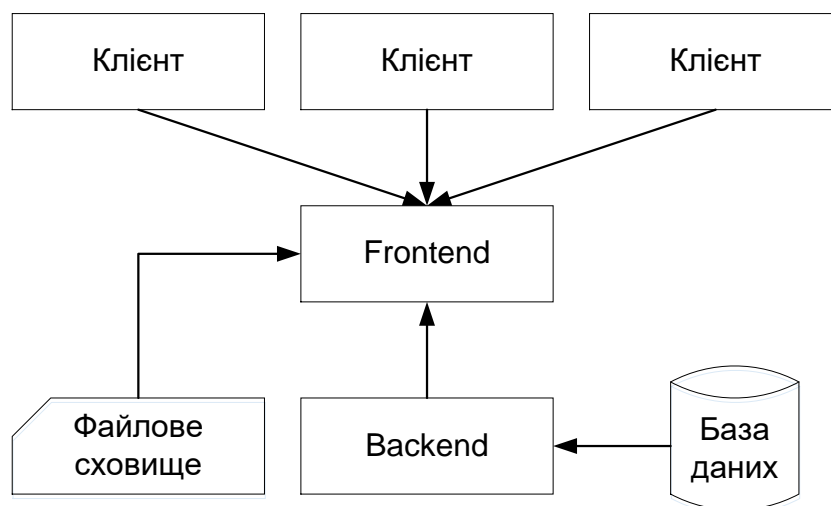 Клієнт
Клієнт
Клієнт
Frontend
Файлове
сховище
Backend
База
даних